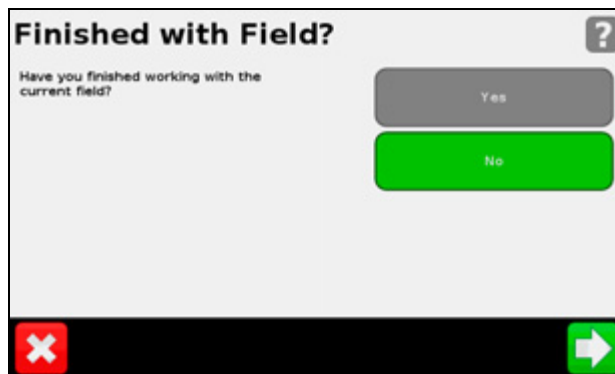 Finished with Field?
?
Have you finished working with the
current field?
Yes
No